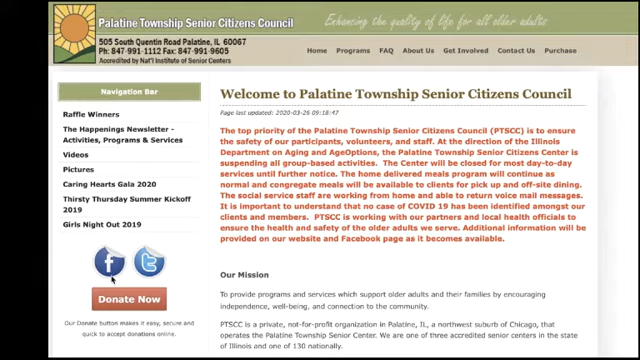 Palatine Township Senior Citizens Council
Enhancing the quality of life for all older adults
505 South Quentin Road Palatine, IL 60067
Ph: 847-991-1112 Fax: 847-991-9605
Accredited by Nat'l Institute of Senior Centers
Home Programs FAQ About Us Get Involved Contact Us Purchase
Navigation Bar
Raffle Winners
The Happenings Newsletter -
Activities, Programs & Services
Videos
Pictures
Caring Hearts Gala 2020
Thirsty Thursday Summer Kickoff
2019
Girls Night Out 2019
Donate Now
Our Donate button makes it easy, secure and
quick to accept donations online.
Welcome to Palatine Township Senior Citizens Council
Page last updated: 2020-03-26 09:18:47
The top priority of the Palatine Township Senior Citizens Council (PTSCC) is to ensure
the safety of our participants, volunteers, and staff. At the direction of the Illinois
Department on Aging and AgeOptions, the Palatine Township Senior Citizens Center is
suspending all group-based activities. The Center will be closed for most day-to-day
services until further notice. The home delivered meals program will continue as
normal and congregate meals will be available to clients for pick up and off-site dining.
The social service staff are working from home and able to return voice mail messages.
It is important to understand that no case of COVID 19 has been identified amongst our
clients and members. PTSCC is working with our partners and local health officials to
ensure the health and safety of the older adults we serve. Additional information will be
provided on our website and Facebook page as it becomes available.
Our Mission
To provide programs and services which support older adults and their families by encouraging
independence, well-being, and connection to the community.
PTSCC is a private, not-for-profit organization in Palatine, IL, a northwest suburb of Chicago, that
operates the Palatine Township Senior Center. We are one of three accredited senior centers in the state
of Illinois and one of 130 nationally.